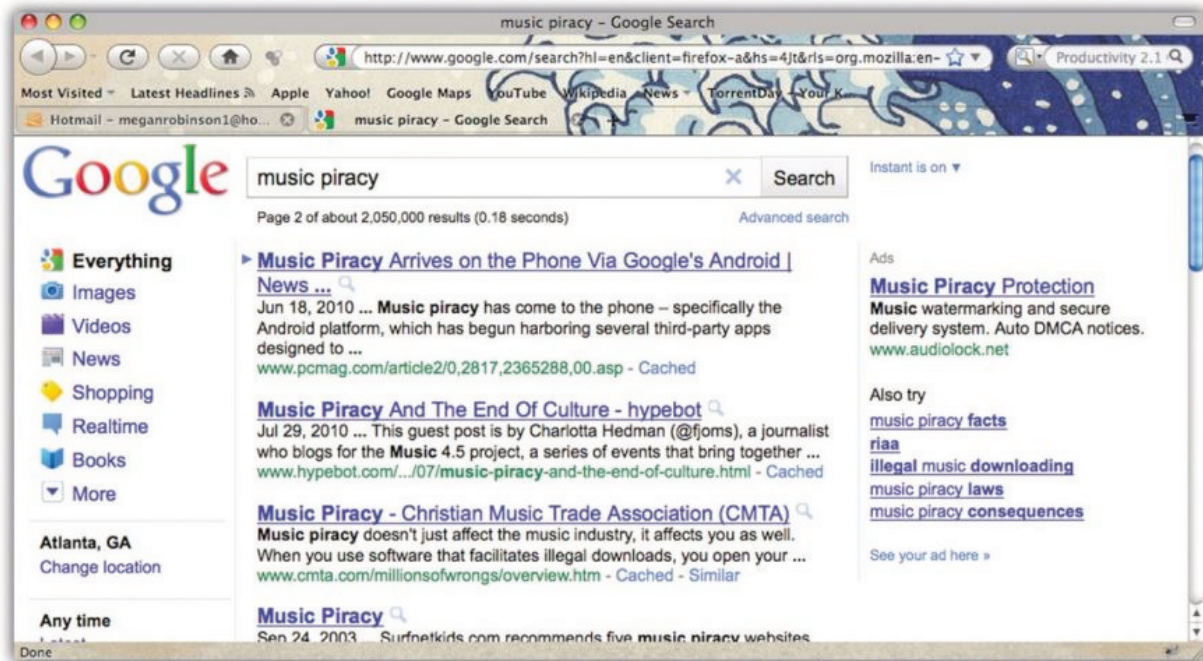 music piracy – Google Search
http://www.google.com/search?hl=en&client=firefox-a&hs=4Jt&rls=org.mozilla:en-
Productivity 2.1
Most Visited Latest Headlines Apple Yahoo! Google Maps YouTube Wikipedia News TorrentDay - Your K...
Hotmail – meganrobinson1@ho... music piracy – Google Search
Google
music piracy Search
Instant is on
Page 2 of about 2,050,000 results (0.18 seconds) Advanced search
Everything
Images
Videos
News
Shopping
Realtime
Books
More
Atlanta, GA
Change location
Any time
Music Piracy Arrives on the Phone Via Google's Android |
News ...
Jun 18, 2010 ... Music piracy has come to the phone – specifically the
Android platform, which has begun harboring several third-party apps
designed to ...
www.pcmag.com/article2/0,2817,2365288,00.asp - Cached
Music Piracy And The End Of Culture - hypebot
Jul 29, 2010 ... This guest post is by Charlotta Hedman (@fjoms), a journalist
who blogs for the Music 4.5 project, a series of events that bring together ...
www.hypebot.com/.../07/music-piracy-and-the-end-of-culture.html - Cached
Music Piracy - Christian Music Trade Association (CMTA)
Music piracy doesn't just affect the music industry, it affects you as well.
When you use software that facilitates illegal downloads, you open your ...
www.cmta.com/millionsofwrongs/overview.htm - Cached - Similar
Music Piracy
Sep 24, 2003 ... Surfnetkids.com recommends five music piracy websites
Ads
Music Piracy Protection
Music watermarking and secure
delivery system. Auto DMCA notices.
www.audiolock.net
Also try
music piracy facts
riaa
illegal music downloading
music piracy laws
music piracy consequences
See your ad here »
Done